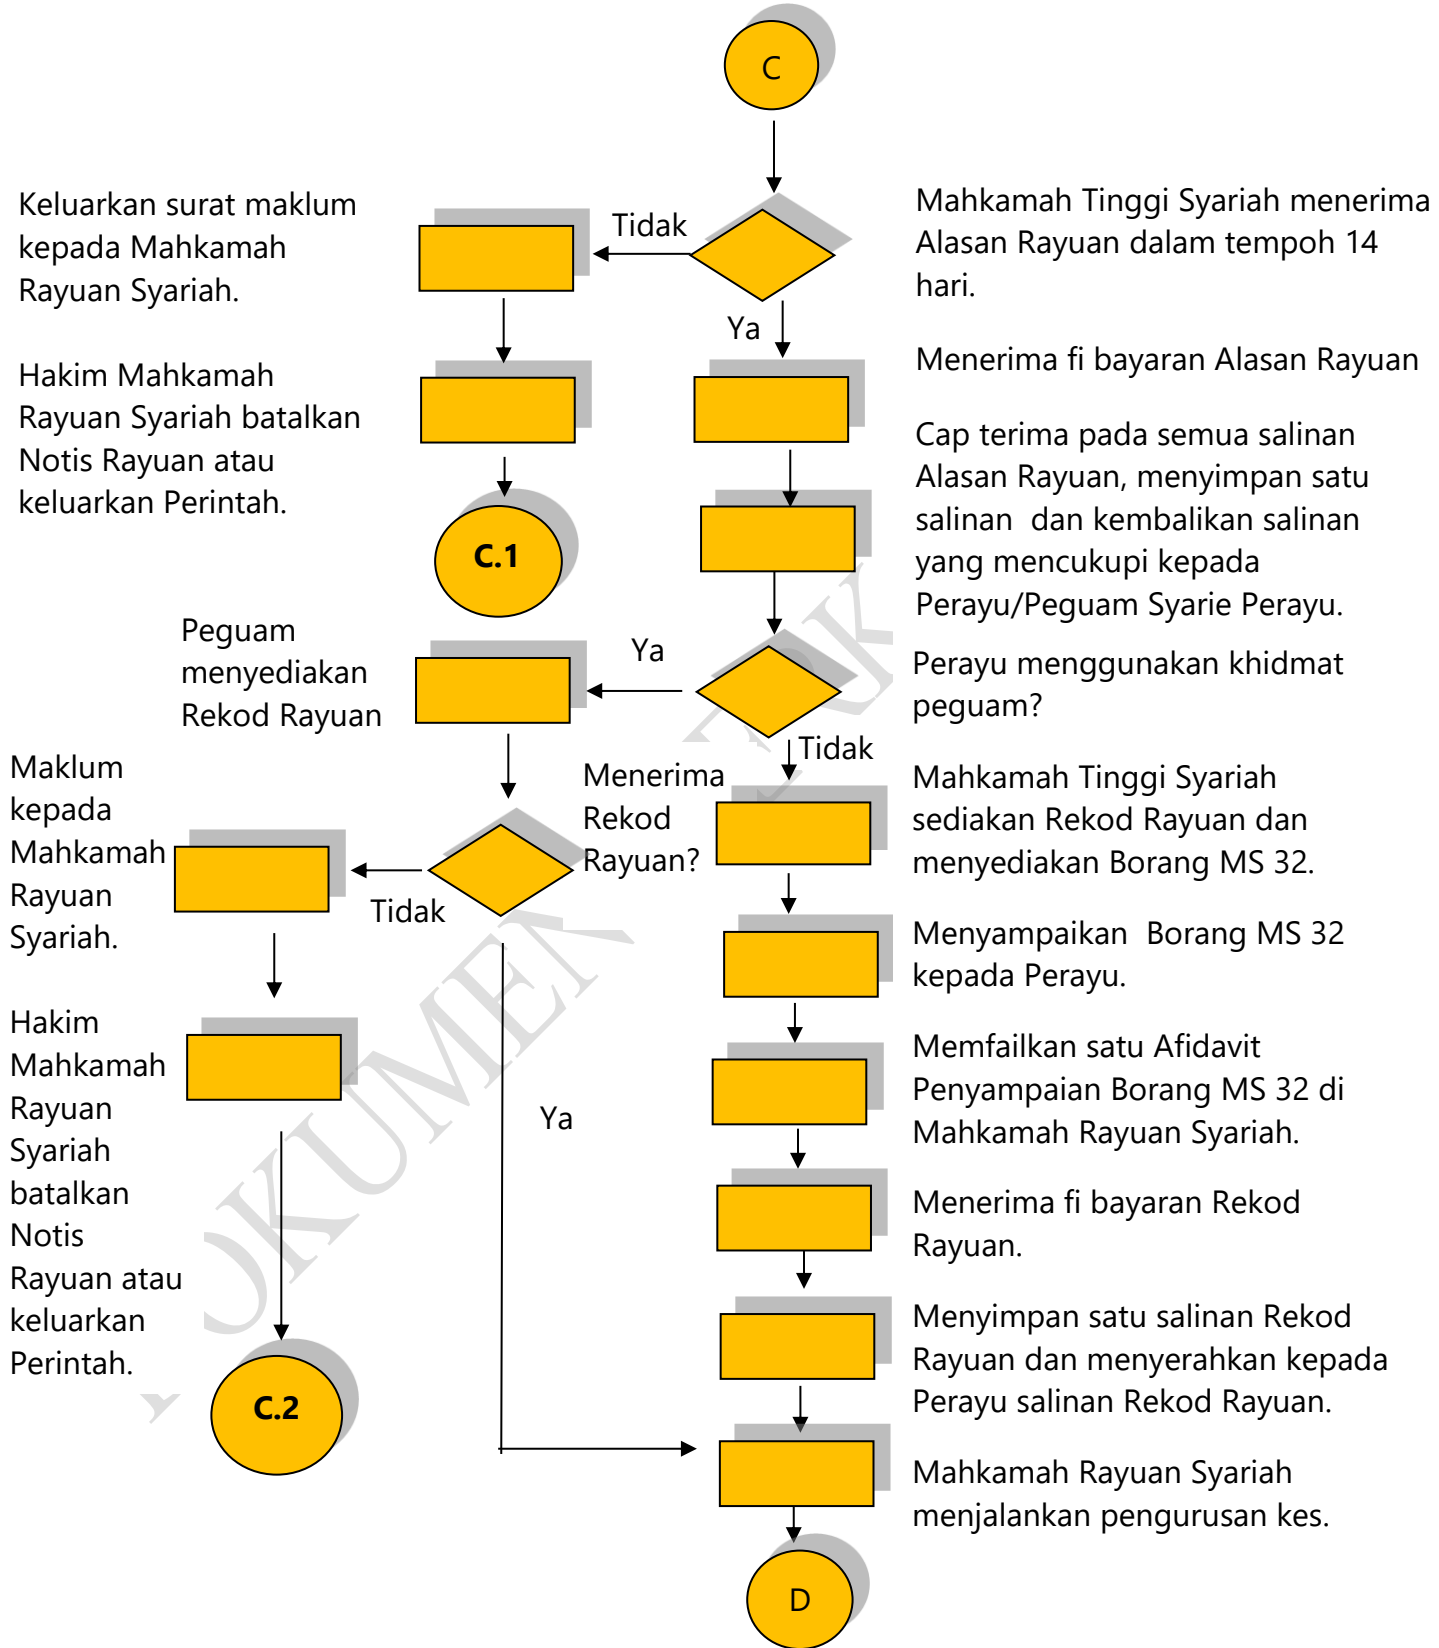 C
Keluarkan surat maklum
kepada Mahkamah
Rayuan Syariah.
Tidak
Mahkamah Tinggi Syariah menerima
Alasan Rayuan dalam tempoh 14
hari.
Ya
Menerima fi bayaran Alasan Rayuan
Hakim Mahkamah
Rayuan Syariah batalkan
Notis Rayuan atau
keluarkan Perintah.
Cap terima pada semua salinan
Alasan Rayuan, menyimpan satu
salinan dan kembalikan salinan
yang mencukupi kepada
Perayu/Peguam Syarie Perayu.
C.1
Peguam
menyediakan
Rekod Rayuan
Ya
Perayu menggunakan khidmat
peguam?
Tidak
Maklum
kepada
Mahkamah
Rayuan
Syariah.
Tidak
Menerima
Rekod
Rayuan?
Mahkamah Tinggi Syariah
sediakan Rekod Rayuan dan
menyediakan Borang MS 32.
Menyampaikan Borang MS 32
kepada Perayu.
Hakim
Mahkamah
Rayuan
Syariah
batalkan
Notis
Rayuan atau
keluarkan
Perintah.
Ya
Memfailkan satu Afidavit
Penyampaian Borang MS 32 di
Mahkamah Rayuan Syariah.
Menerima fi bayaran Rekod
Rayuan.
Menyimpan satu salinan Rekod
Rayuan dan menyerahkan kepada
Perayu salinan Rekod Rayuan.
C.2
Mahkamah Rayuan Syariah
menjalankan pengurusan kes.
D